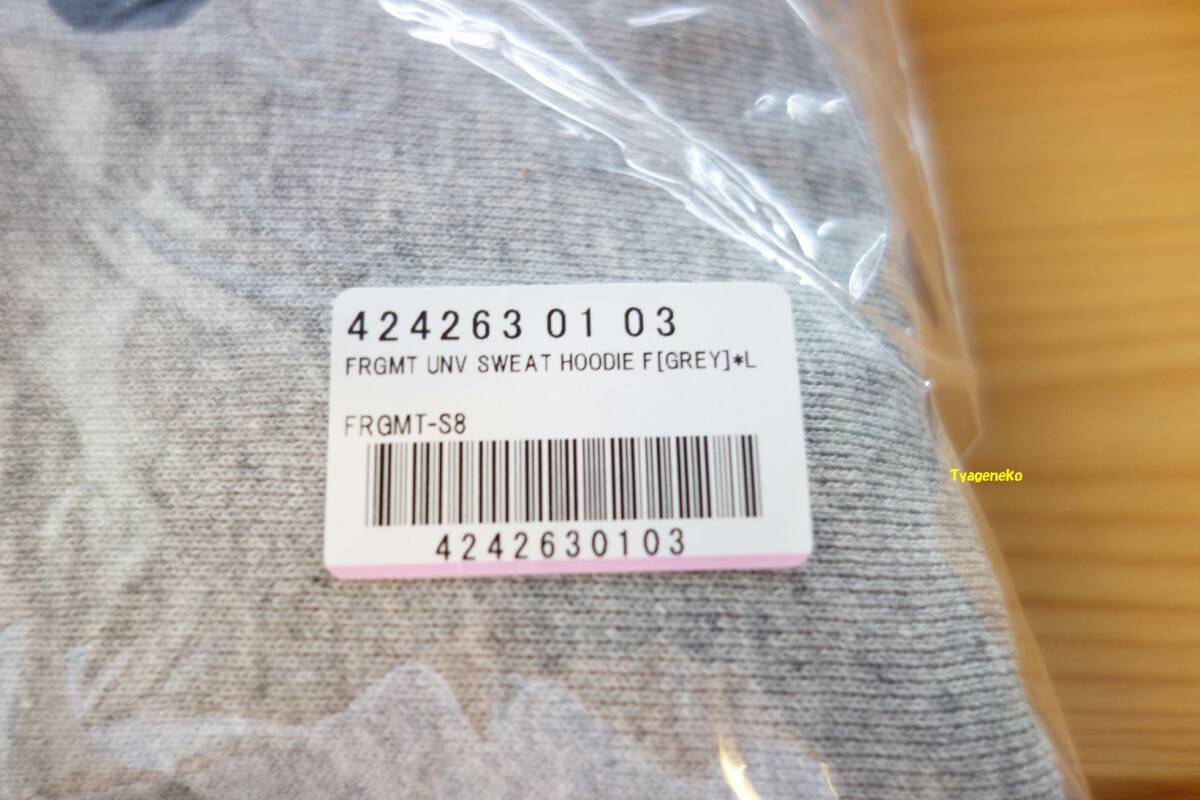 424263 01 03
FRGMT UNV SWEAT HOODIE F[GREY]*L
FRGMT-S8
4242630103
Tyageneko